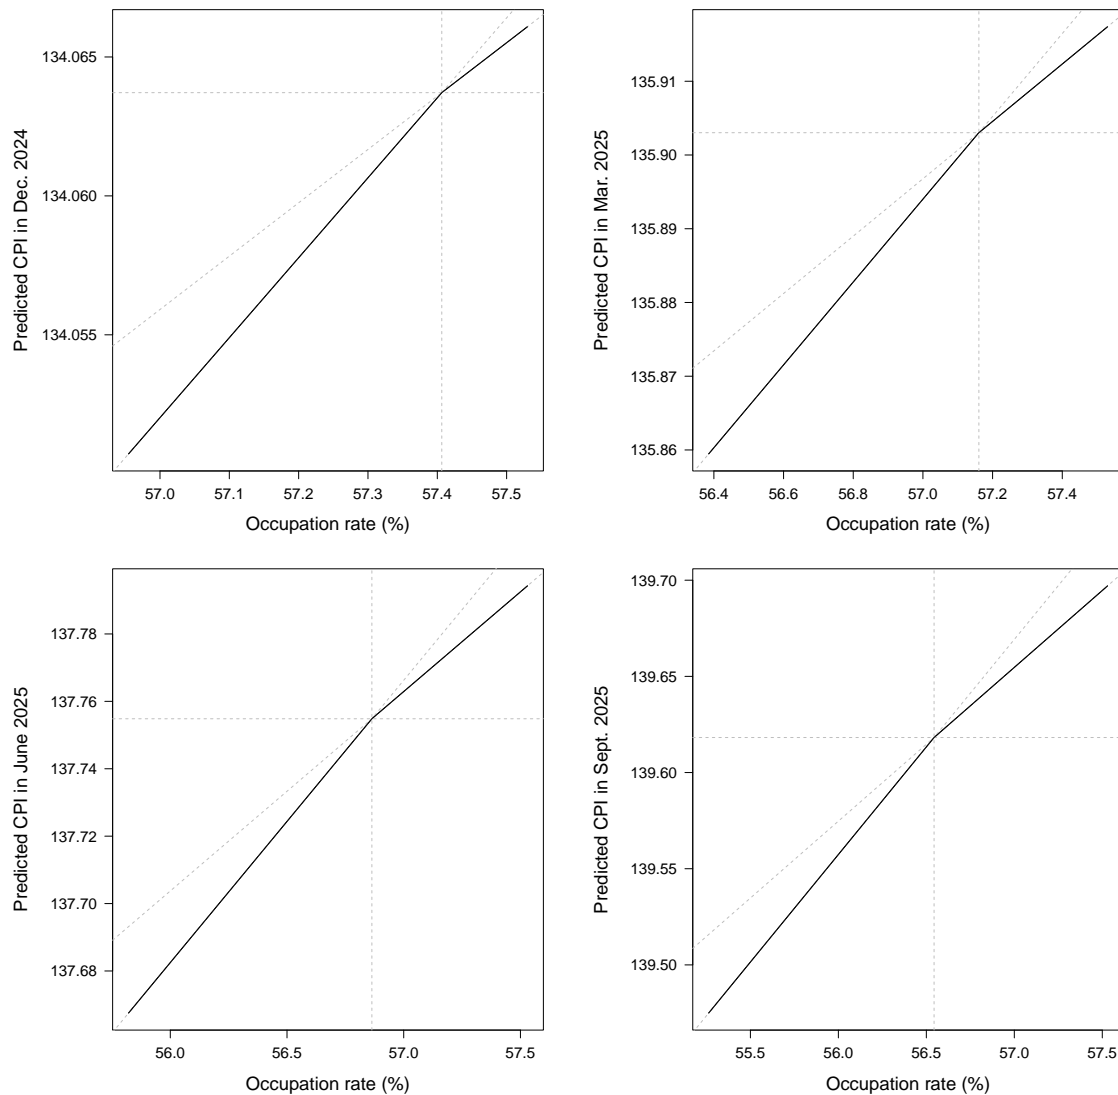 Predicted CPI in Dec. 2024
134.065
134.060
134.055
57.0 57.1 57.2 57.3 57.4 57.5
Occupation rate (%)
Predicted CPI in Mar. 2025
135.91
135.90
135.89
135.88
135.87
135.86
56.4 56.6 56.8 57.0 57.2 57.4
Occupation rate (%)
Predicted CPI in June 2025
137.78
137.76
137.74
137.72
137.70
137.68
56.0 56.5 57.0 57.5
Occupation rate (%)
Predicted CPI in Sept. 2025
139.70
139.65
139.60
139.55
139.50
55.5 56.0 56.5 57.0 57.5
Occupation rate (%)